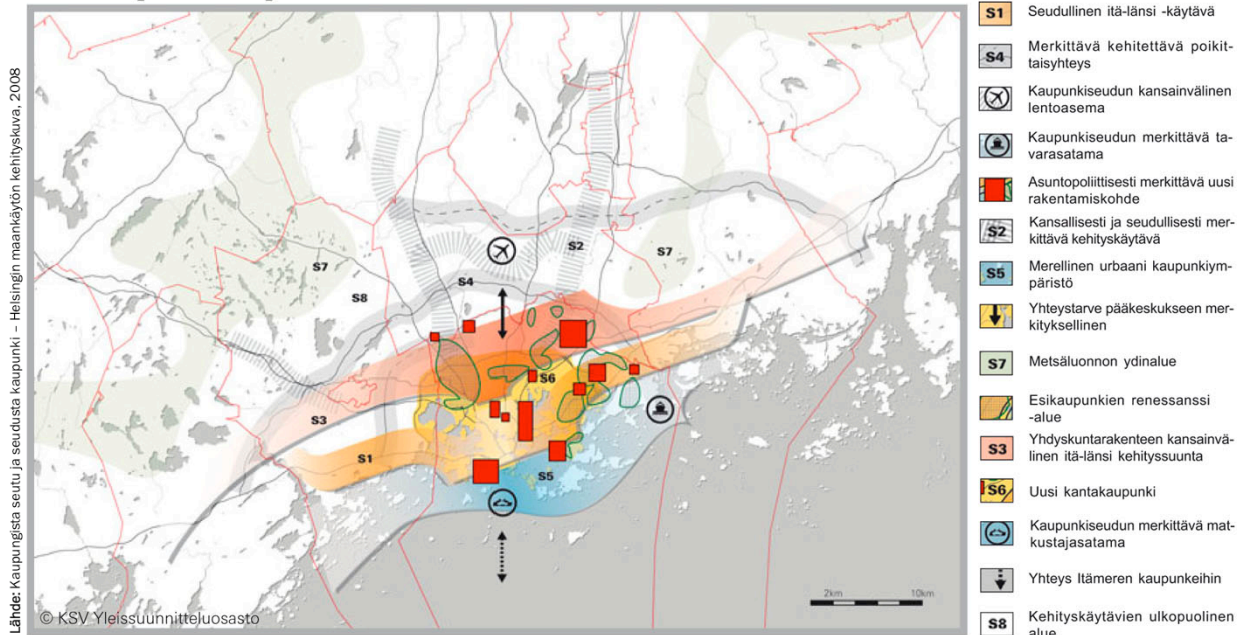 Lähde: Kaupungista seutu ja seudusta kaupunki – Helsingin maankäytön kehityskuva, 2008
S7
S8
S4
S2
S7
S3
S1
S6
S5
2km
10km
© KSV Yleissuunnitteluosasto
S1 Seudullinen itä-länsi -käytävä
S4 Merkittävä kehitettävä poikit-
taisyhteys
Kaupunkiseudun kansainvälinen
lentoasema
Kaupunkiseudun merkittävä ta-
varasatama
Asuntopoliittisesti merkittävä uusi
rakentamiskohde
S2 Kansallisesti ja seudullisesti mer-
kittävä kehityskäytävä
S5 Merellinen urbaani kaupunkiym-
päristö
Yhteystarve pääkeskukseen mer-
kityksellinen
S7 Metsäluonnon ydinalue
Esikaupunkien renessanssi
-alue
S3 Yhdyskuntarakenteen kansainvä-
linen itä-länsi kehityssuunta
S6 Uusi kantakaupunki
Kaupunkiseudun merkittävä mat-
kustajasatama
Yhteys Itämeren kaupunkeihin
S8 Kehityskäytävien ulkopuolinen
alue